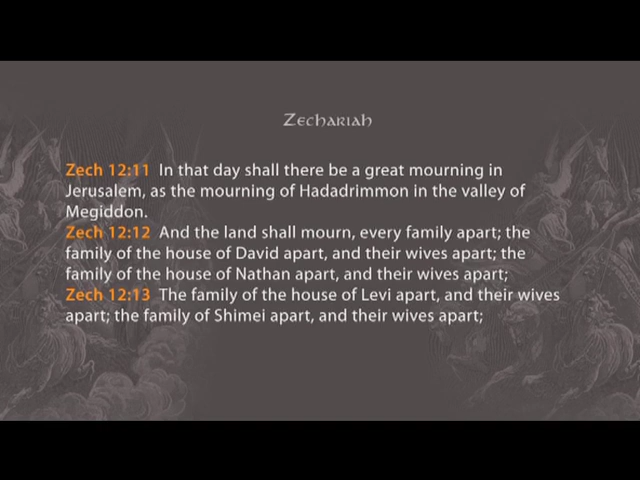 Zechariah
Zech 12:11 In that day shall there be a great mourning in
Jerusalem, as the mourning of Hadadrimmon in the valley of
Megiddon.
Zech 12:12 And the land shall mourn, every family apart; the
family of the house of David apart, and their wives apart; the
family of the house of Nathan apart, and their wives apart;
Zech 12:13 The family of the house of Levi apart, and their wives
apart; the family of Shimei apart, and their wives apart;